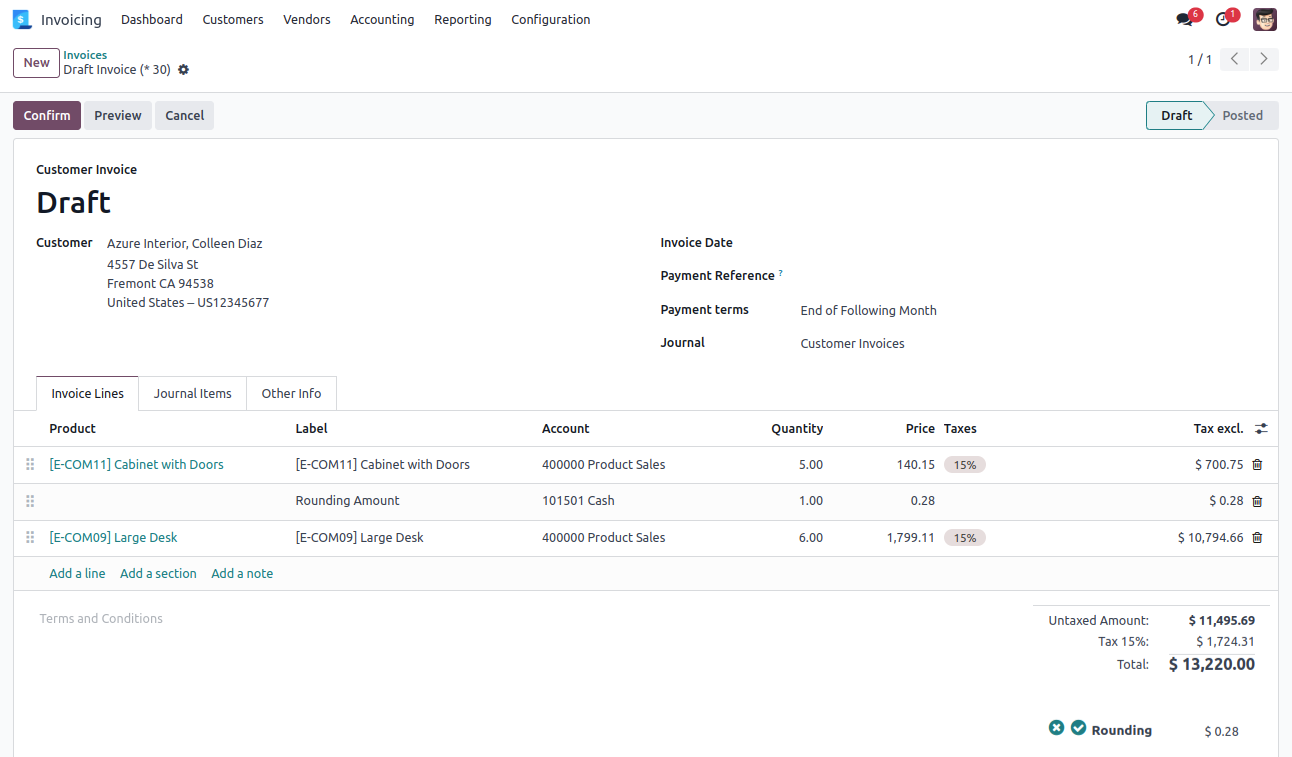 Invoicing Dashboard Customers Vendors Accounting Reporting Configuration 6 1
New Invoices 1 / 1
Draft Invoice (* 30)
Confirm Preview Cancel Draft Posted
Customer Invoice
Draft
Customer Azure Interior, Colleen Diaz Invoice Date
4557 De Silva St
Fremont CA 94538 Payment Reference ?
United States – US12345677
Payment terms End of Following Month
Journal Customer Invoices
Invoice Lines Journal Items Other Info
Product Label Account Quantity Price Taxes Tax excl.
[E-COM11] Cabinet with Doors [E-COM11] Cabinet with Doors 400000 Product Sales 5.00 140.15 15% $ 700.75
Rounding Amount 101501 Cash 1.00 0.28 $ 0.28
[E-COM09] Large Desk [E-COM09] Large Desk 400000 Product Sales 6.00 1,799.11 15% $ 10,794.66
Add a line Add a section Add a note
Terms and Conditions Untaxed Amount: $ 11,495.69
Tax 15%: $ 1,724.31
Total: $ 13,220.00
Rounding $ 0.28